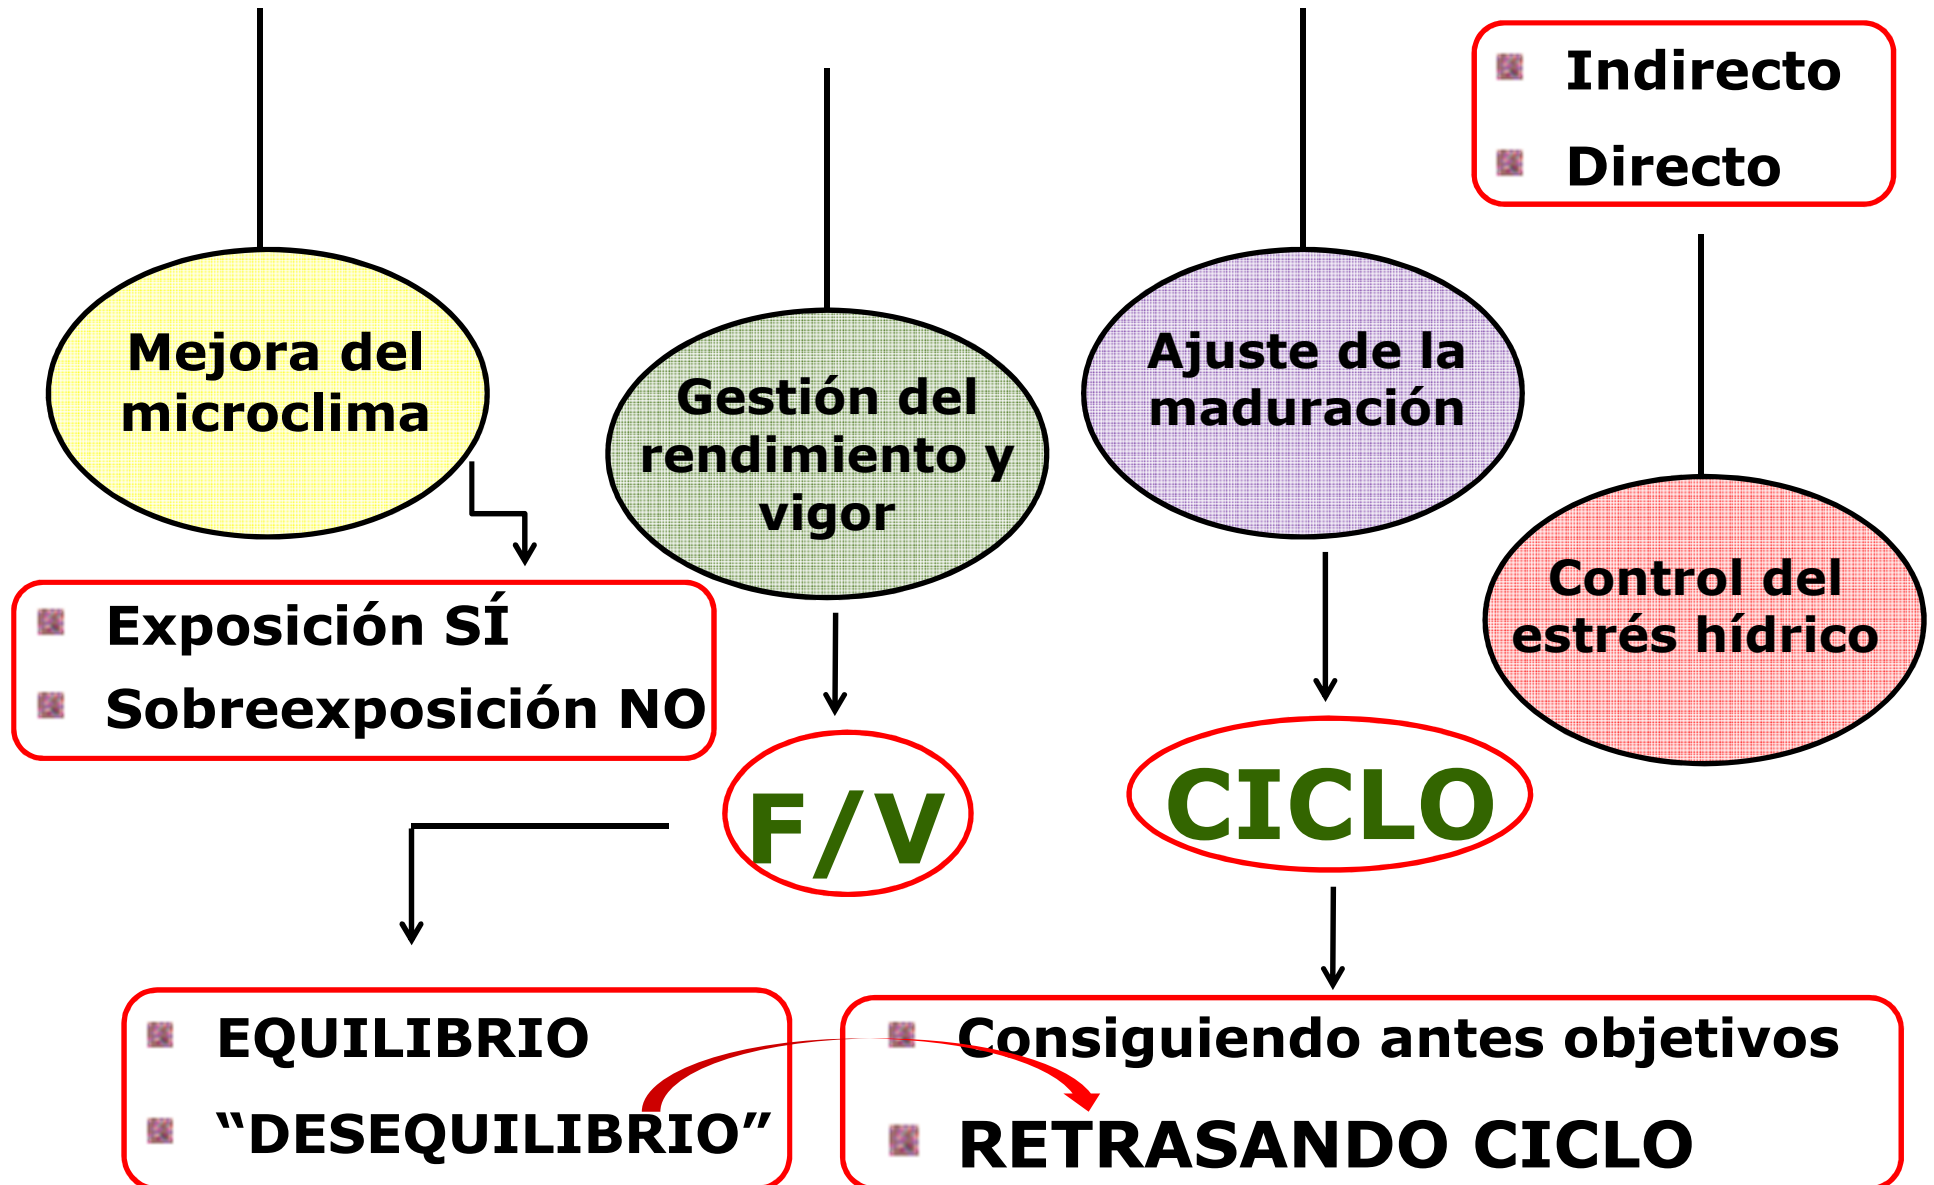 Indirecto
Directo
Mejora del
microclima
Gestión del
rendimiento y
vigor
Ajuste de la
maduración
Control del
estrés hídrico
Exposición SÍ
Sobreexposición NO
F/V
CICLO
EQUILIBRIO
“DESEQUILIBRIO”
Consiguiendo antes objetivos
RETRASANDO CICLO